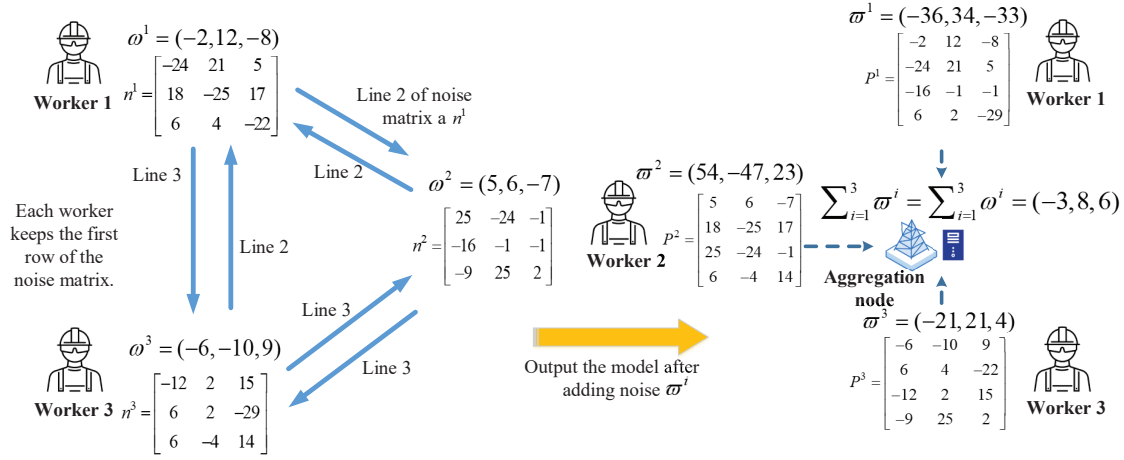 ω¹ = (−2,12,−8)
Worker 1
n¹ =
−24 21 5
18 −25 17
6 4 −22
Line 2 of noise
matrix a n¹
Line 2
Line 3
Line 2
Each worker
keeps the first
row of the
noise matrix.
ω² = (5,6,−7)
n² =
25 −24 −1
−16 −1 −1
−9 25 2
Line 3
Line 3
ω³ = (−6,−10,9)
Worker 3
n³ =
−12 2 15
6 2 −29
6 −4 14
Output the model after
adding noise ϖⁱ
ϖ¹ = (−36,34,−33)
P¹ =
−2 12 −8
−24 21 5
−16 −1 −1
6 2 −29
Worker 1
ϖ² = (54,−47,23)
Worker 2
P² =
5 6 −7
18 −25 17
25 −24 −1
6 −4 14
∑³ᵢ₌₁ ϖⁱ = ∑³ᵢ₌₁ ωⁱ = (−3,8,6)
Aggregation
node
ϖ³ = (−21,21,4)
P³ =
−6 −10 9
6 4 −22
−12 2 15
−9 25 2
Worker 3